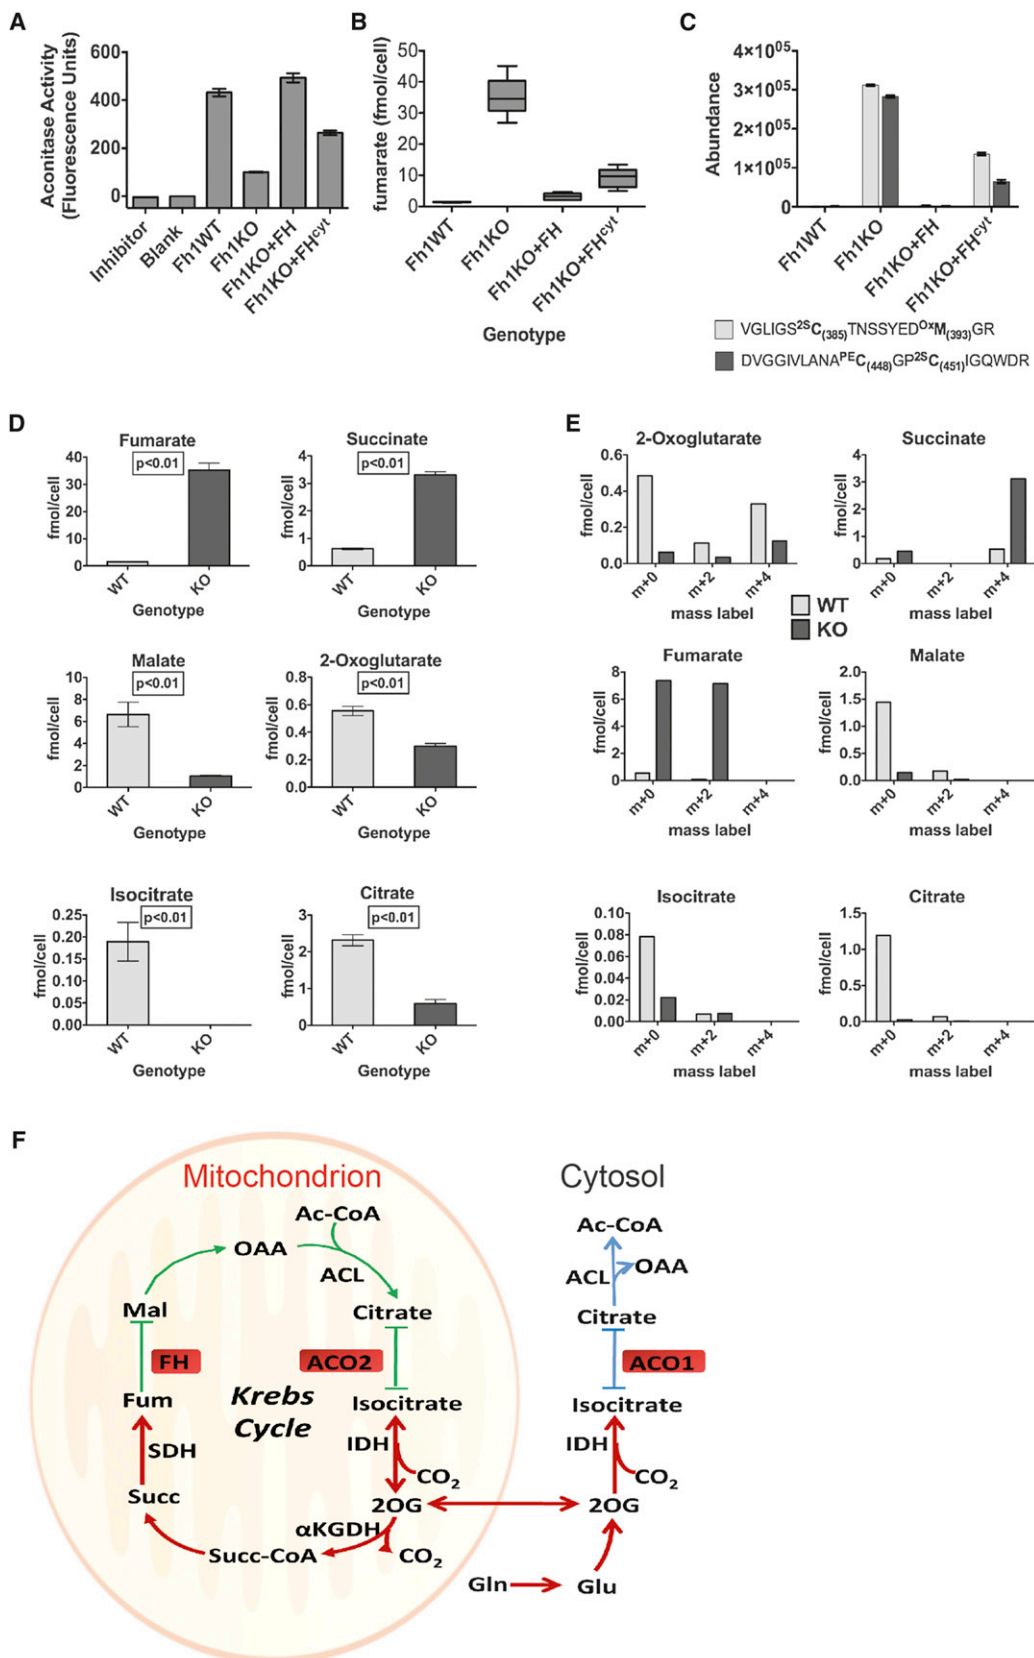 A
Aconitase Activity
(Fluorescence Units)
600
400
200
0
Inhibitor
Blank
Fh1WT
Fh1KO
Fh1KO+FH
Fh1KO+FHcyt
B
fumarate (fmol/cell)
50
40
30
20
10
0
Fh1WT
Fh1KO
Fh1KO+FH
Fh1KO+FHcyt
Genotype
C
Abundance
4×10^05
3×10^05
2×10^05
1×10^05
0
Fh1WT
Fh1KO
Fh1KO+FH
Fh1KO+FHcyt
VGLIGS2SC(385)TNSSYEDOxM(393)GR
DVGGIVLANAPEC(448)GP2SC(451)IGQWDR
D
Fumarate
p<0.01
fmol/cell
40
30
20
10
0
WT
KO
Genotype
Succinate
p<0.01
fmol/cell
4
3
2
1
0
WT
KO
Genotype
Malate
p<0.01
fmol/cell
10
8
6
4
2
0
WT
KO
Genotype
2-Oxoglutarate
p<0.01
fmol/cell
0.8
0.6
0.4
0.2
0.0
WT
KO
Genotype
Isocitrate
p<0.01
fmol/cell
0.25
0.20
0.15
0.10
0.05
0.00
WT
KO
Genotype
Citrate
p<0.01
fmol/cell
3
2
1
0
WT
KO
Genotype
E
2-Oxoglutarate
fmol/cell
0.6
0.4
0.2
0.0
m+0
m+2
m+4
mass label
Succinate
fmol/cell
4
3
2
1
0
m+0
m+2
m+4
mass label
WT
KO
Fumarate
fmol/cell
8
6
4
2
0
m+0
m+2
m+4
mass label
Malate
fmol/cell
2.0
1.5
1.0
0.5
0.0
m+0
m+2
m+4
mass label
Isocitrate
fmol/cell
0.10
0.08
0.06
0.04
0.02
0.00
m+0
m+2
m+4
mass label
Citrate
fmol/cell
1.5
1.0
0.5
0.0
m+0
m+2
m+4
mass label
F
Mitochondrion
Ac-CoA
OAA
ACL
Mal
Citrate
FH
ACO2
Fum
Krebs
Cycle
Isocitrate
SDH
IDH
CO2
Succ
2OG
αKGDH
Succ-CoA
CO2
Cytosol
Ac-CoA
ACL
OAA
Citrate
ACO1
Isocitrate
IDH
CO2
2OG
Gln
Glu